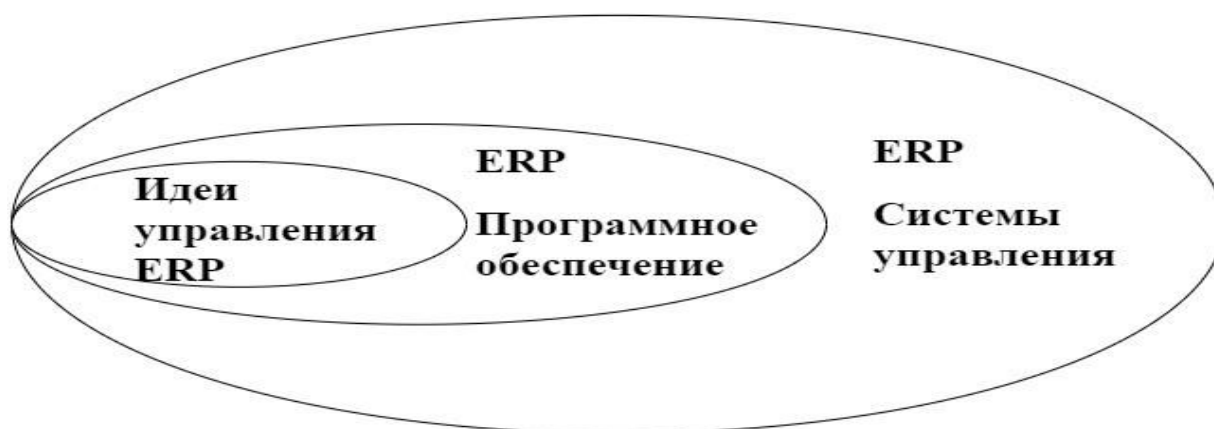 Идеи
управления
ERP
ERP
Программное
обеспечение
ERP
Системы
управления